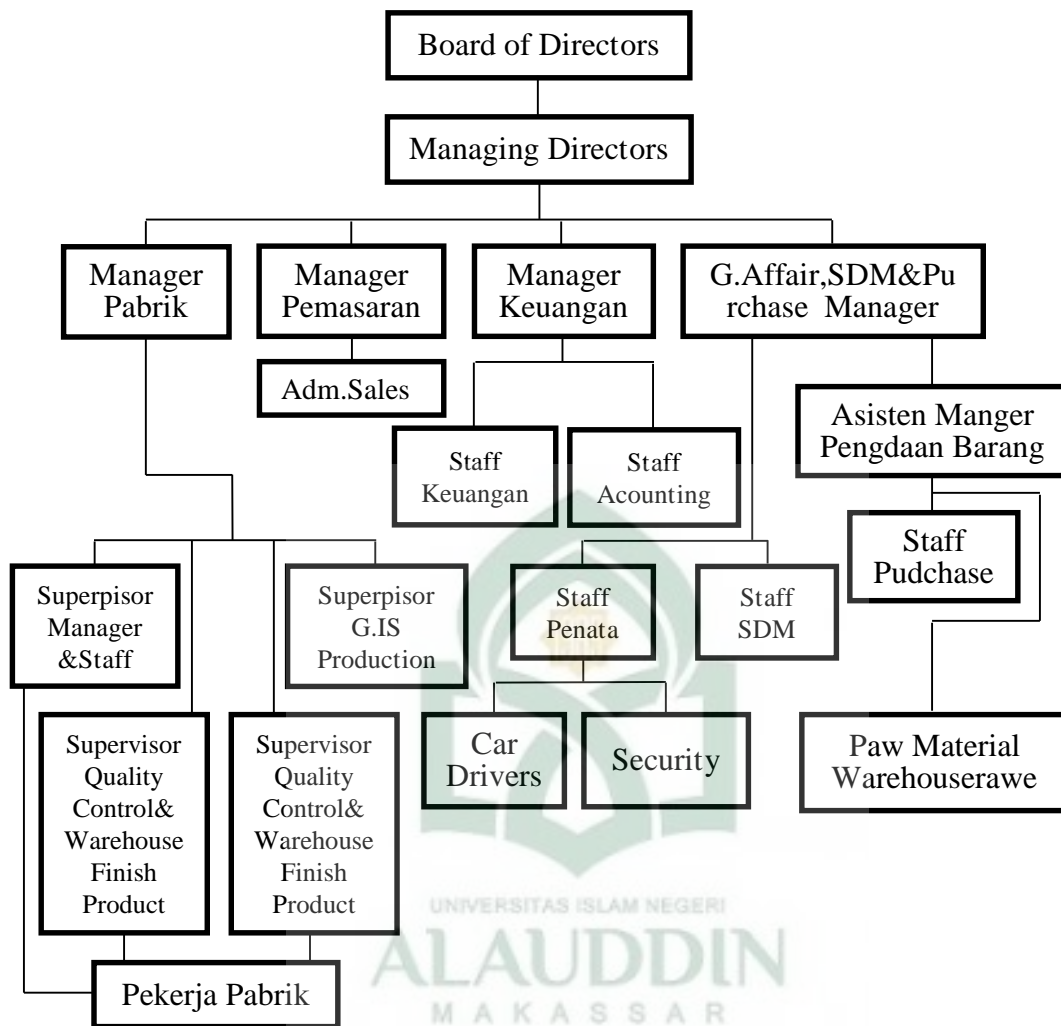 Board of Directors
Managing Directors
Manager
Pabrik
Manager
Pemasaran
Manager
Keuangan
G.Affair,SDM&Pu
rchase Manager
Adm.Sales
Asisten Manger
Pengdaan Barang
Staff
Keuangan
Staff
Acounting
Staff
Pudchase
Superpisor
Manager
&Staff
Superpisor
G.IS
Production
Staff
Penata
Staff
SDM
Supervisor
Quality
Control&
Warehouse
Finish
Product
Supervisor
Quality
Control&
Warehouse
Finish
Product
Car
Drivers
Security
Paw Material
Warehouserawe
Pekerja Pabrik
UNIVERSITAS ISLAM NEGERI
ALAUDDIN
MAKASSAR